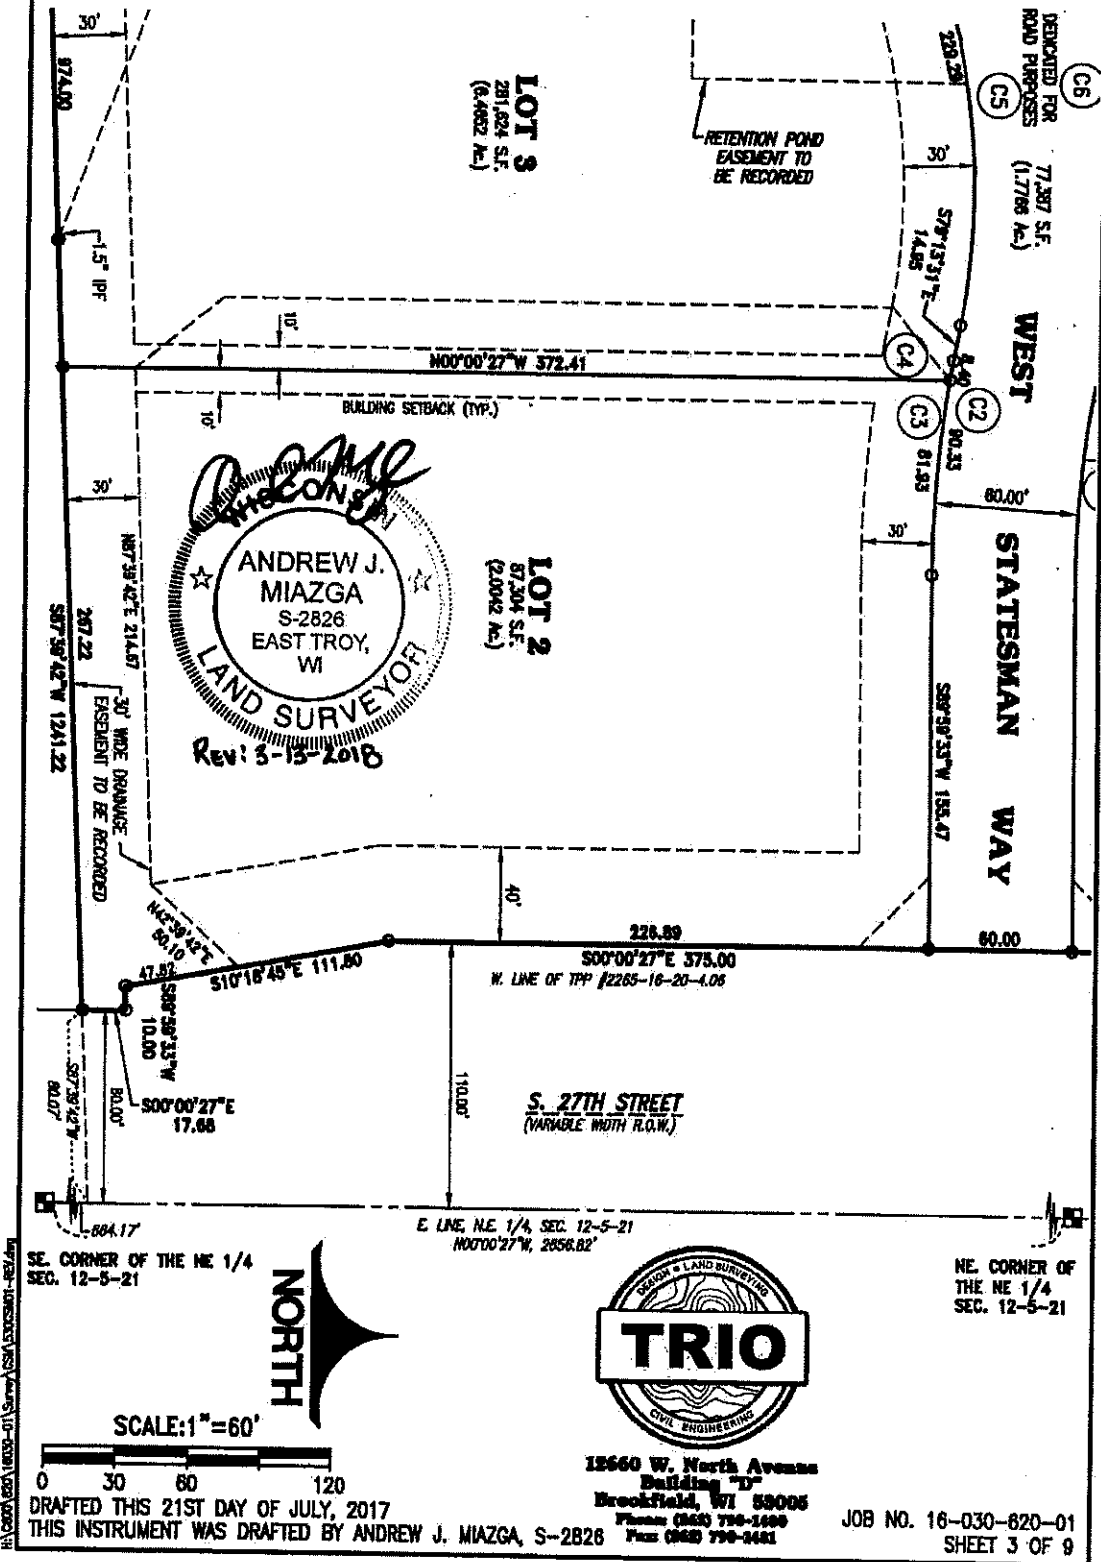 DEDICATED FOR
ROAD PURPOSES
77,387 S.F.
(1.7766 Ac.)
C6
C5
WEST STATESMAN WAY
30'
974.00
LOT 3
281,624 S.F.
(6.4652 Ac.)
RETENTION POND
EASEMENT TO
BE RECORDED
30'
S79°13'31"E
14.95
1.5" IPF
10'
N00°00'27"W 372.41
C4
8.40
C2
C3
90.33
81.93
BUILDING SETBACK (TYP.)
10'
30'
60.00'
30'
WISCONSIN
ANDREW J.
MIAZGA
S-2826
EAST TROY,
WI
LAND SURVEYOR
REV: 3-13-2018
LOT 2
87,304 S.F.
(2.0042 Ac.)
N87°39'42"E 214.67
267.22
S87°39'42"W 1241.22
30' WIDE DRAINAGE
EASEMENT TO BE RECORDED
S89°59'33"W 155.47
40'
N42°39'42"E
50.10
226.89
S00°00'27"E 375.00
60.00
W. LINE OF TPP #2265-16-20-4.06
S10°16'45"E 111.60
S89°59'33"W
10.00
S00°00'27"E
17.68
80.00'
S87°39'42"W
80.07'
110.00'
S. 27TH STREET
(VARIABLE WIDTH R.O.W.)
664.17'
E. LINE, N.E. 1/4, SEC. 12-5-21
N00°00'27"W, 2656.82'
SE. CORNER OF THE NE 1/4
SEC. 12-5-21
NE. CORNER OF
THE NE 1/4
SEC. 12-5-21
NORTH
DESIGN LAND SURVEYING
TRIO
CIVIL ENGINEERING
SCALE:1"=60'
0 30 60 120
12660 W. North Avenue
Building "D"
Brookfield, WI 53005
DRAFTED THIS 21ST DAY OF JULY, 2017
THIS INSTRUMENT WAS DRAFTED BY ANDREW J. MIAZGA, S-2826
JOB NO. 16-030-620-01
SHEET 3 OF 9